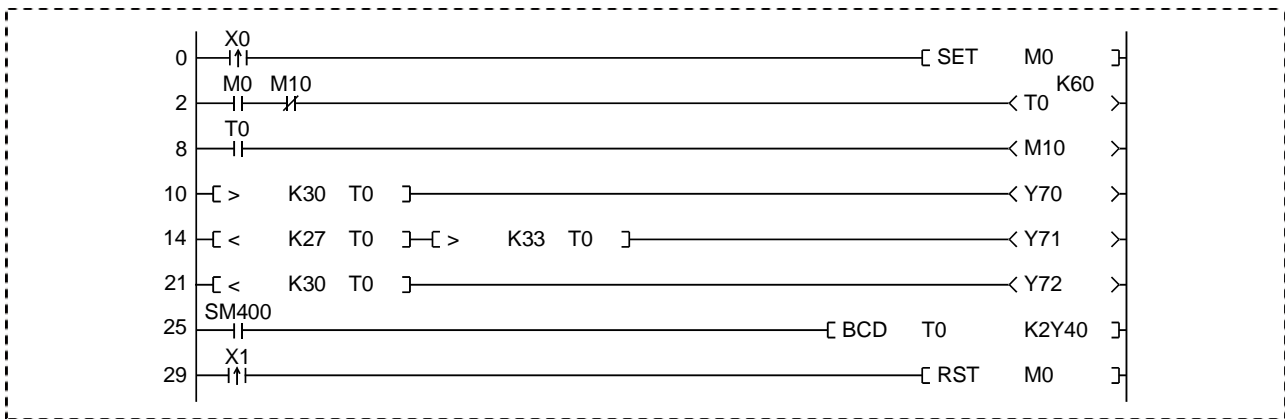 X0
0 SET M0
M0 M10 K60
2 T0
T0
8 M10
10 > K30 T0 Y70
14 < K27 T0 > K33 T0 Y71
21 < K30 T0 Y72
SM400
25 BCD T0 K2Y40
X1
29 RST M0